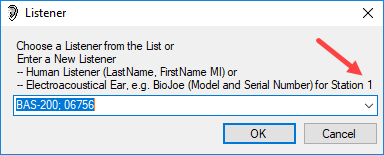 Listener
Choose a Listener from the List or
Enter a New Listener
-- Human Listener (LastName, FirstName MI) or
-- Electroacoustical Ear, e.g. BioJoe (Model and Serial Number) for Station 1
BAS-200; 06756
OK
Cancel